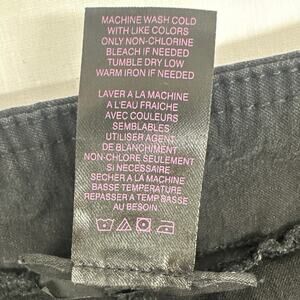 MACHINE WASH COLD
WITH LIKE COLORS
ONLY NON-CHLORINE
BLEACH IF NEEDED
TUMBLE DRY LOW
WARM IRON IF NEEDED
LAVER A LA MACHINE
A L'EAU FRAICHE
AVEC COULEURS
SEMBLABLES
UTILISER AGENT
DE BLANCHIMENT
NON-CHLORE SEULEMENT
SI NECESSAIRE
SECHER A LA MACHINE
BASSE TEMPERATURE
REPASSER A TEMP BASSE
AU BESOIN.